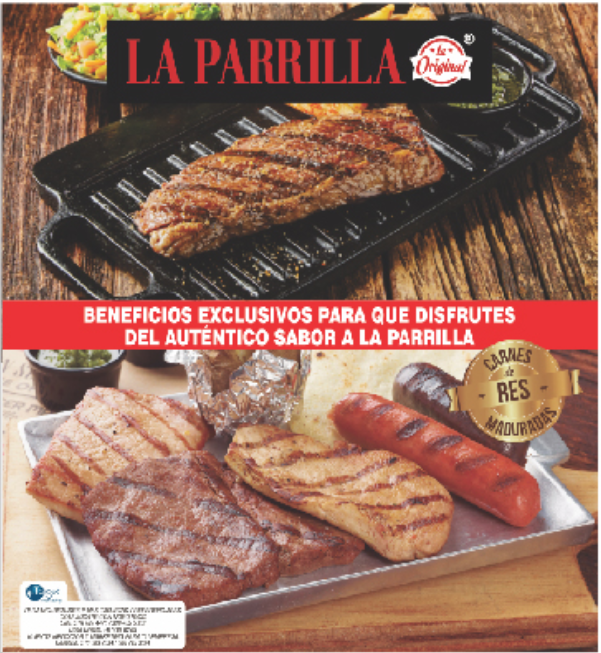 LA PARRILLA
la
Original
®
BENEFICIOS EXCLUSIVOS PARA QUE DISFRUTES
DEL AUTÉNTICO SABOR A LA PARRILLA
CARNES
de
RES
MADURADAS